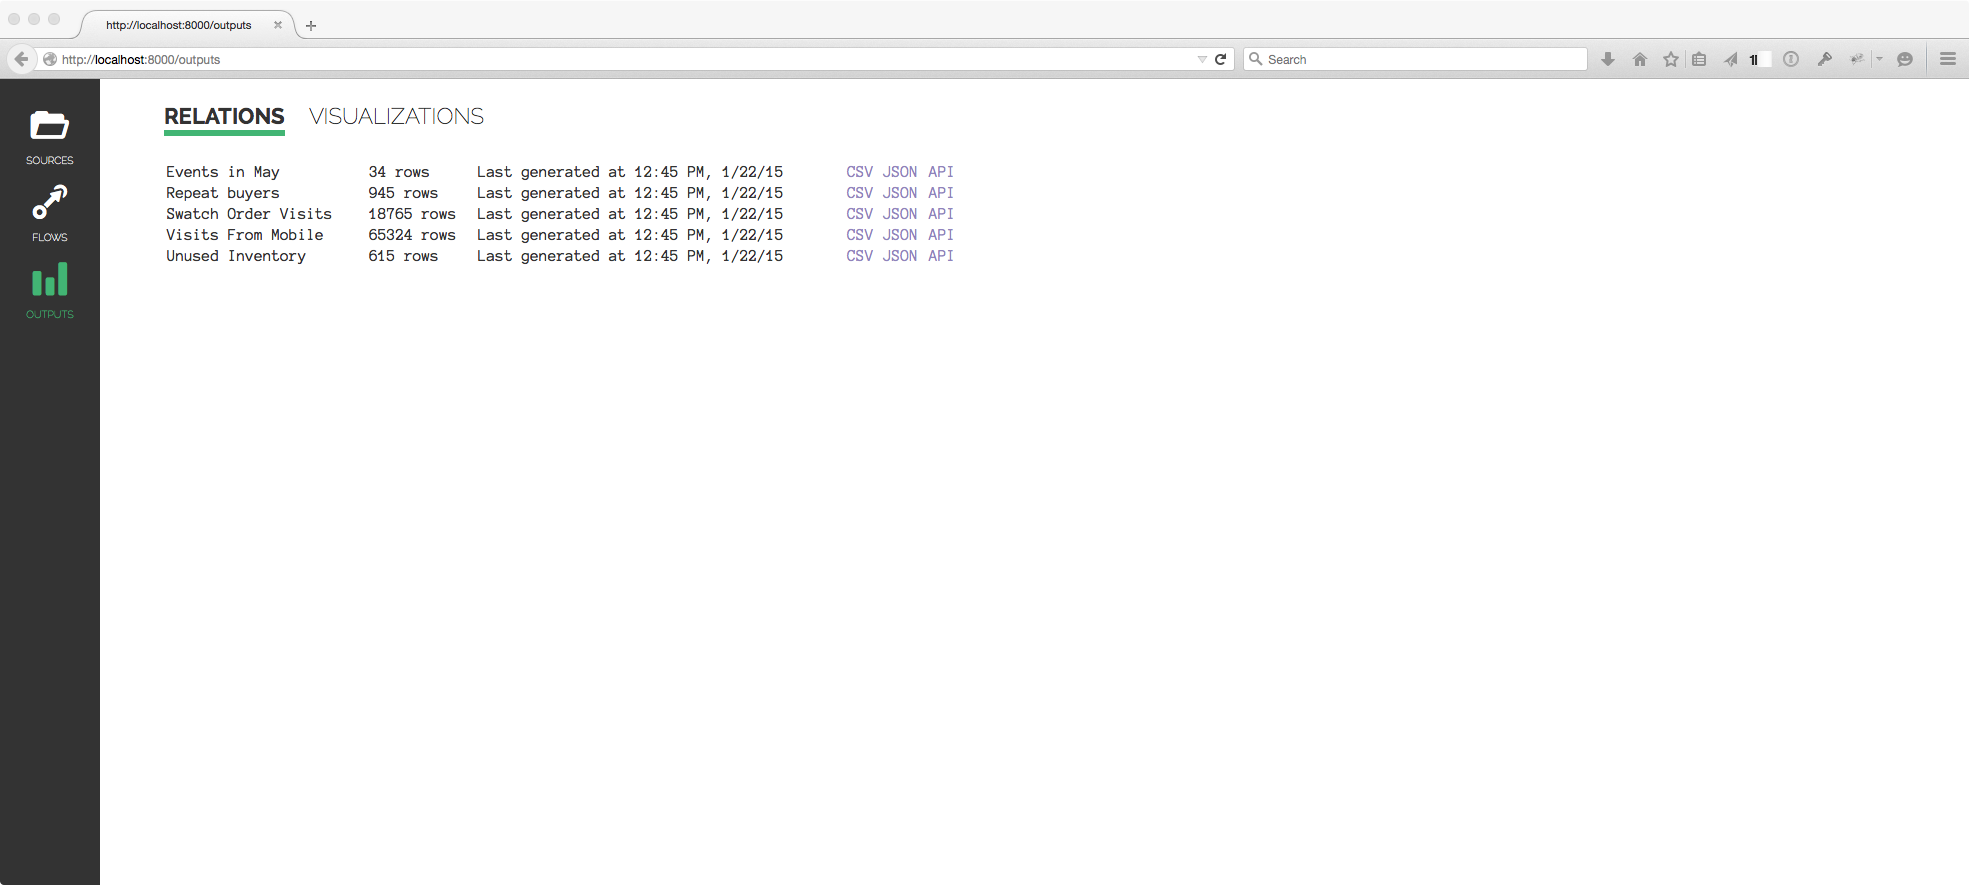 http://localhost:8000/outputs
http://localhost:8000/outputs Search
SOURCES
FLOWS
OUTPUTS
RELATIONS VISUALIZATIONS
Events in May 34 rows Last generated at 12:45 PM, 1/22/15 CSV JSON API
Repeat buyers 945 rows Last generated at 12:45 PM, 1/22/15 CSV JSON API
Swatch Order Visits 18765 rows Last generated at 12:45 PM, 1/22/15 CSV JSON API
Visits From Mobile 65324 rows Last generated at 12:45 PM, 1/22/15 CSV JSON API
Unused Inventory 615 rows Last generated at 12:45 PM, 1/22/15 CSV JSON API